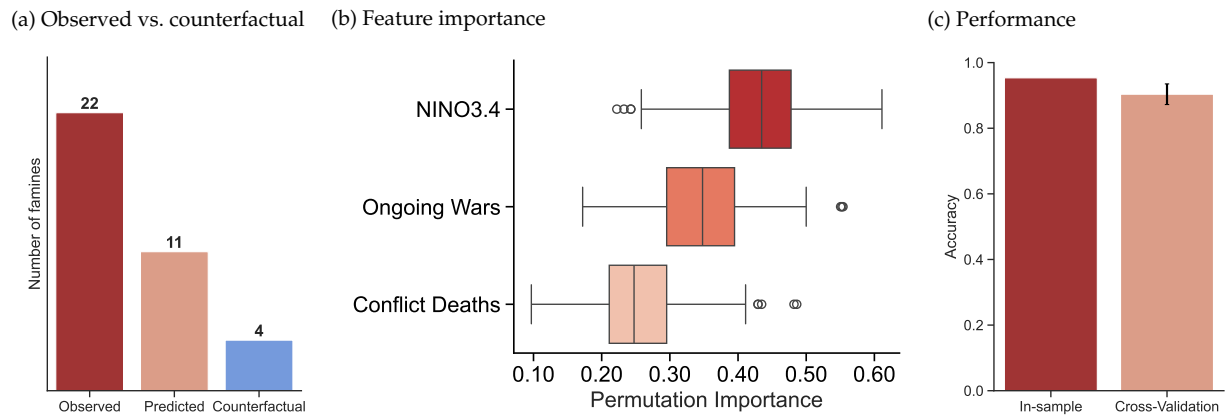 (a) Observed vs. counterfactual
Number of famines
22
11
4
Observed Predicted Counterfactual
(b) Feature importance
NINO3.4
Ongoing Wars
Conflict Deaths
0.10 0.20 0.30 0.40 0.50 0.60
Permutation Importance
(c) Performance
Accuracy
1.0
0.8
0.6
0.4
0.2
0.0
In-sample Cross-Validation